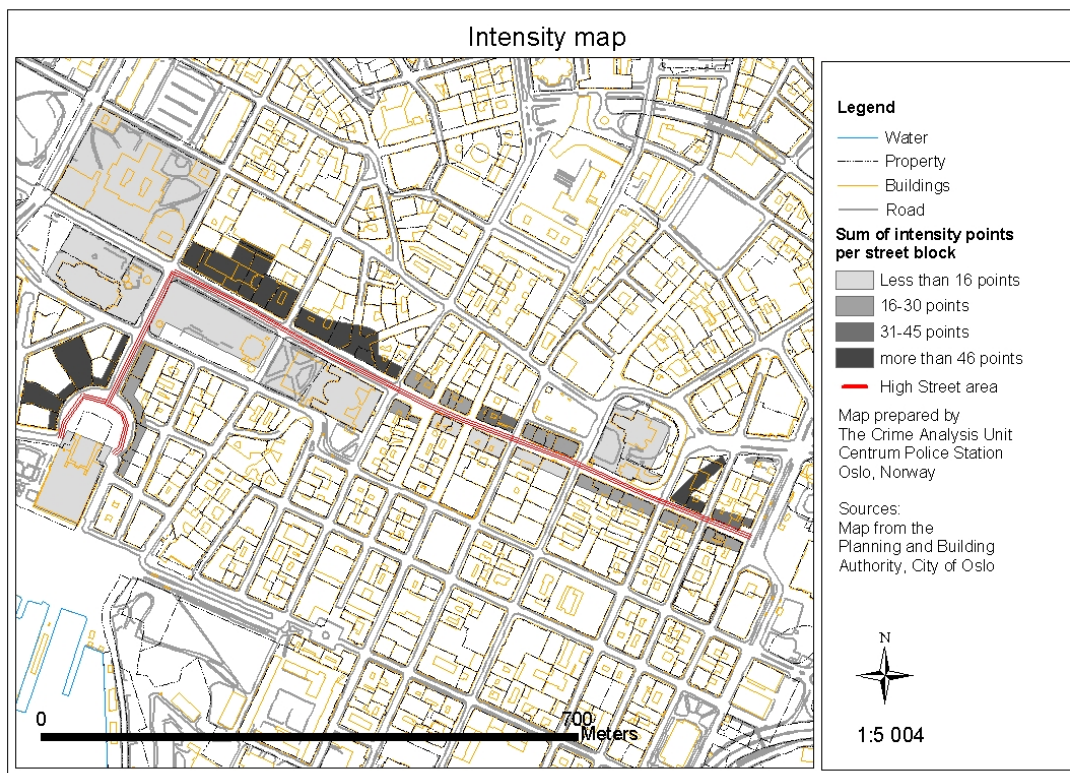 Intensity map
Legend
Water
Property
Buildings
Road
Sum of intensity points
per street block
Less than 16 points
16-30 points
31-45 points
more than 46 points
High Street area
Map prepared by
The Crime Analysis Unit
Centrum Police Station
Oslo, Norway
Sources:
Map from the
Planning and Building
Authority, City of Oslo
N
1:5 004
0
700
Meters